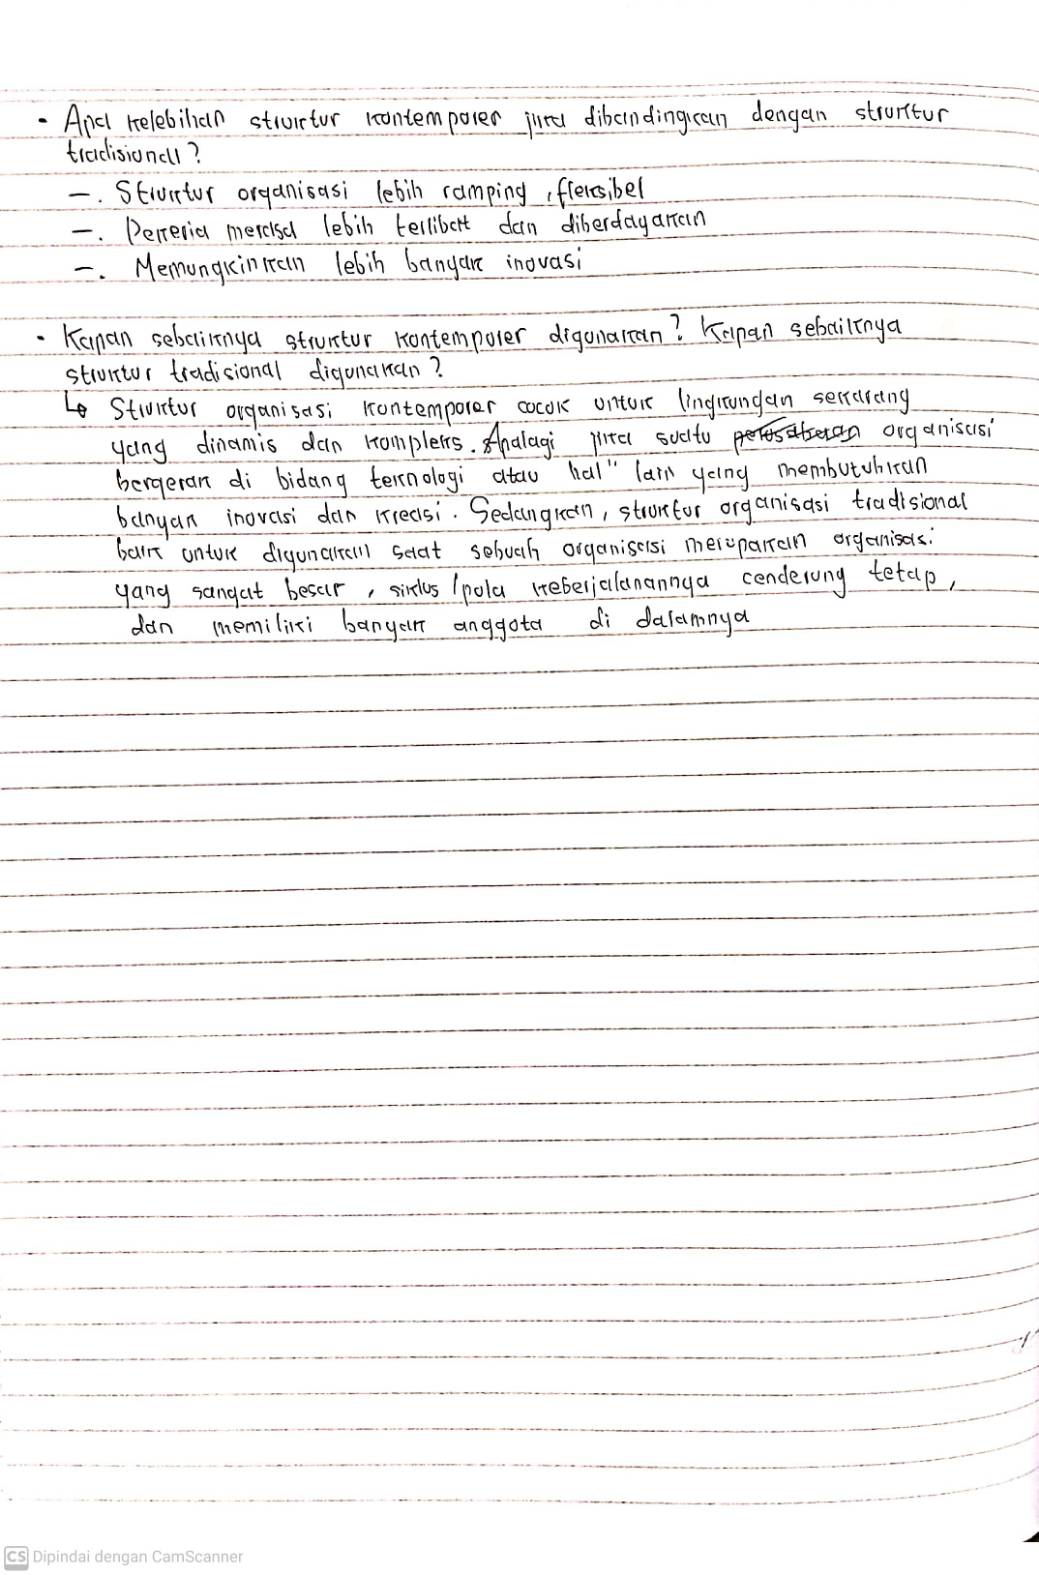 • Apa kelebihan struktur kontemporer jika dibandingkan dengan struktur
tradisional?
–. Struktur organisasi lebih ramping, fleksibel
–. Pekerja merasa lebih terlibat dan diberdayakan
–. Memungkinkan lebih banyak inovasi
• Kapan sebaiknya struktur kontemporer digunakan? Kapan sebaiknya
struktur tradisional digunakan?
↳ Struktur organisasi kontemporer cocok untuk lingkungan sekarang
yang dinamis dan kompleks. Apalagi jika suatu organisasi
bergerak di bidang teknologi atau hal" lain yang membutuhkan
banyak inovasi dan kreasi. Sedangkan, struktur organisasi tradisional
baik untuk digunakan saat sebuah organisasi merupakan organisasi
yang sangat besar, siklus/pola keberjalanannya cenderung tetap,
dan memiliki banyak anggota di dalamnya
CS Dipindai dengan CamScanner